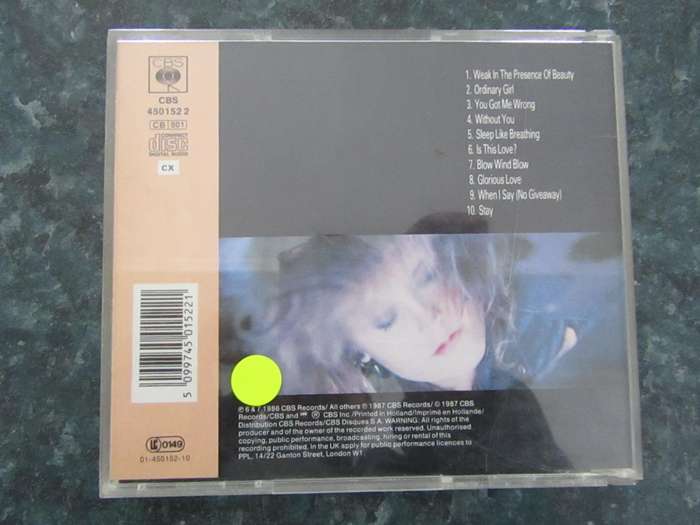 CBS
CBS
450152 2
CB 801
COMPACT
disc
DIGITAL AUDIO
CX
1. Weak In The Presence Of Beauty
2. Ordinary Girl
3. You Got Me Wrong
4. Without You
5. Sleep Like Breathing
6. Is This Love?
7. Blow Wind Blow
8. Glorious Love
9. When I Say (No Giveaway)
10. Stay
5 099745 015221
LC 0149
01-450152-10
℗ 6 & 7 1986 CBS Records/ All others ℗ 1987 CBS Records/ © 1987 CBS
Records/CBS and ® CBS Inc./Printed in Holland/Imprimé en Hollande/
Distribution CBS Records/CBS Disques S.A. WARNING. All rights of the
producer and of the owner of the recorded work reserved. Unauthorised
copying, public performance, broadcasting, hiring or rental of this
recording prohibited. In the UK apply for public performance licences to
PPL, 14/22 Ganton Street, London W1